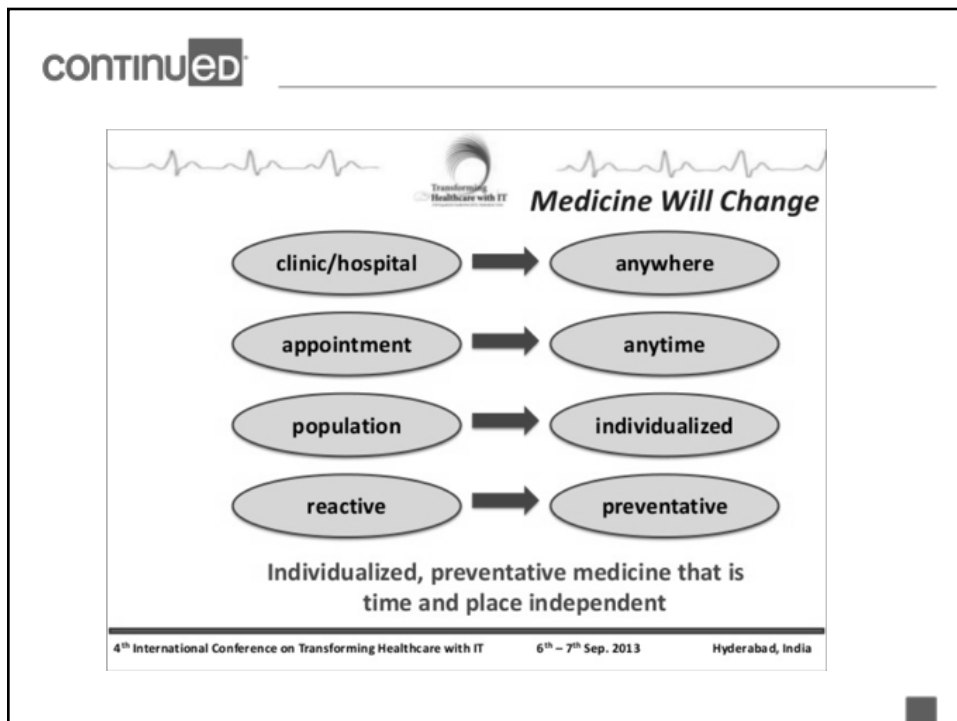 continueD
Transforming
Healthcare with IT
Medicine Will Change
clinic/hospital
anywhere
appointment
anytime
population
individualized
reactive
preventative
Individualized, preventative medicine that is
time and place independent
4th International Conference on Transforming Healthcare with IT
6th – 7th Sep. 2013
Hyderabad, India